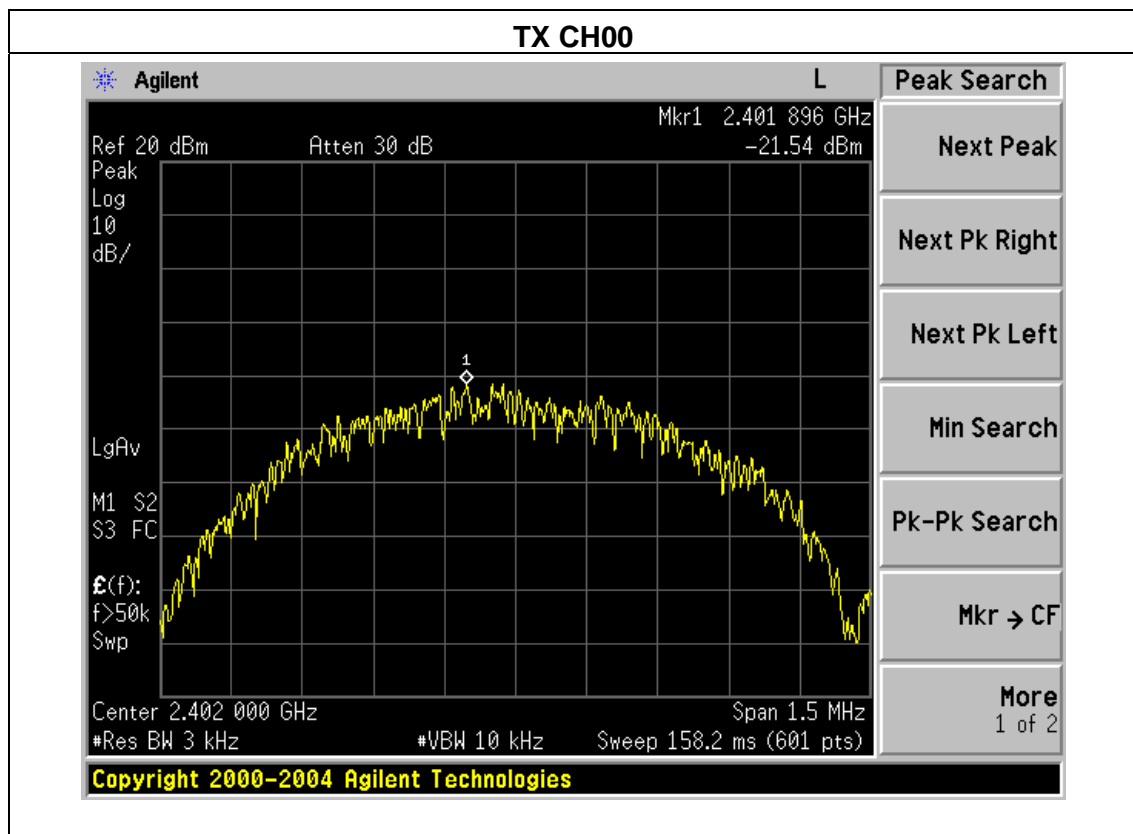 TX CH00
Agilent
L
Peak Search
Mkr1 2.401 896 GHz
Ref 20 dBm Atten 30 dB -21.54 dBm
Peak
Log
10
dB/
1
LgAv
M1 S2
S3 FC
£(f):
f>50k
Swp
Center 2.402 000 GHz Span 1.5 MHz
#Res BW 3 kHz #VBW 10 kHz Sweep 158.2 ms (601 pts)
Copyright 2000-2004 Agilent Technologies
Next Peak
Next Pk Right
Next Pk Left
Min Search
Pk-Pk Search
Mkr → CF
More
1 of 2